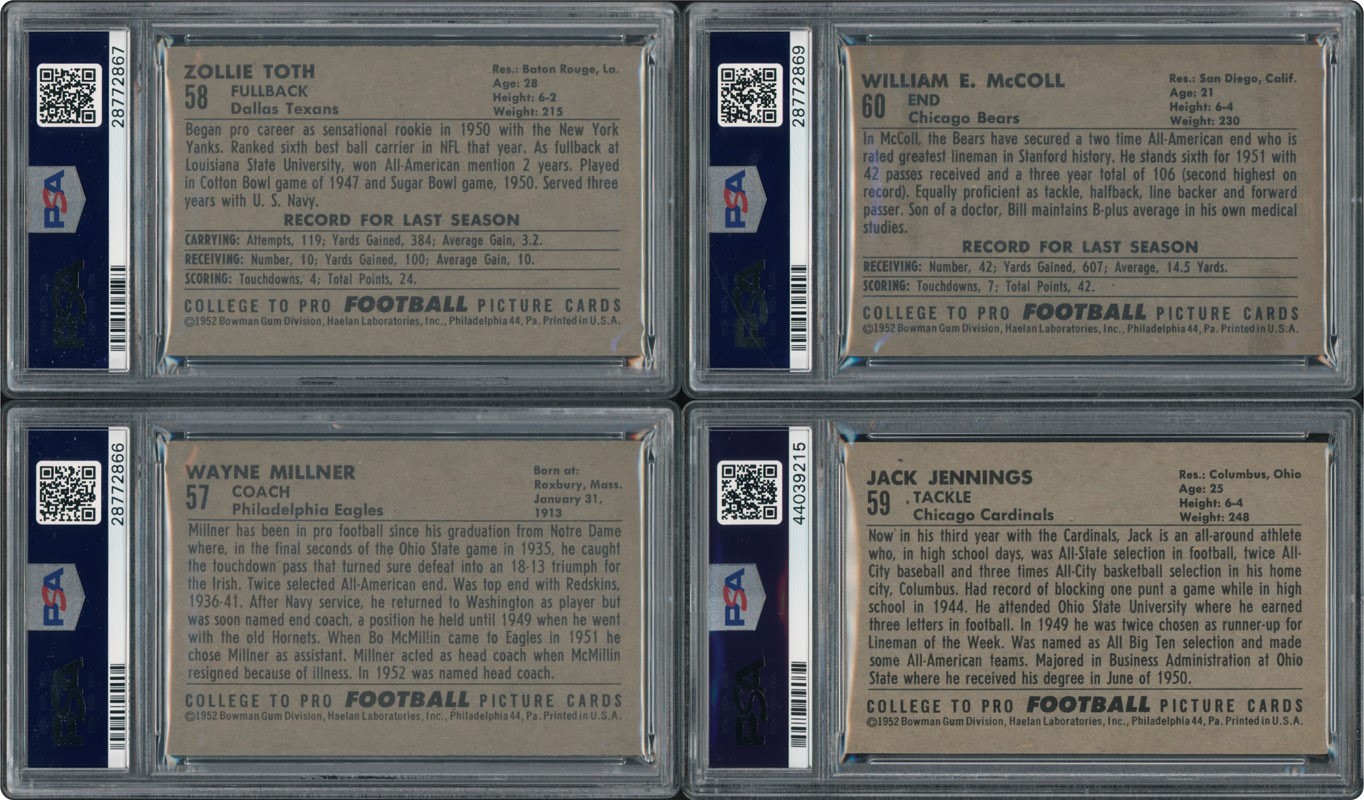 28772867
PSA
PSA
ZOLLIE TOTH
58 FULLBACK
Dallas Texans
Res.: Baton Rouge, La.
Age: 28
Height: 6-2
Weight: 215
Began pro career as sensational rookie in 1950 with the New York
Yanks. Ranked sixth best ball carrier in NFL that year. As fullback at
Louisiana State University, won All-American mention 2 years. Played
in Cotton Bowl game of 1947 and Sugar Bowl game, 1950. Served three
years with U. S. Navy.
RECORD FOR LAST SEASON
CARRYING: Attempts, 119; Yards Gained, 384; Average Gain, 3.2.
RECEIVING: Number, 10; Yards Gained, 100; Average Gain, 10.
SCORING: Touchdowns, 4; Total Points, 24.
COLLEGE TO PRO FOOTBALL PICTURE CARDS
©1952 Bowman Gum Division, Haelan Laboratories, Inc., Philadelphia 44, Pa. Printed in U.S.A.
28772869
PSA
PSA
WILLIAM E. McCOLL
60 END
Chicago Bears
Res.: San Diego, Calif.
Age: 21
Height: 6-4
Weight: 230
In McColl, the Bears have secured a two time All-American end who is
rated greatest lineman in Stanford history. He stands sixth for 1951 with
42 passes received and a three year total of 106 (second highest on
record). Equally proficient as tackle, halfback, line backer and forward
passer. Son of a doctor, Bill maintains B-plus average in his own medical
studies.
RECORD FOR LAST SEASON
RECEIVING: Number, 42; Yards Gained, 607; Average, 14.5 Yards.
SCORING: Touchdowns, 7; Total Points, 42.
COLLEGE TO PRO FOOTBALL PICTURE CARDS
©1952 Bowman Gum Division, Haelan Laboratories, Inc., Philadelphia 44, Pa. Printed in U.S.A.
28772866
PSA
PSA
WAYNE MILLNER
57 COACH
Philadelphia Eagles
Born at:
Roxbury, Mass.
January 31,
1913
Millner has been in pro football since his graduation from Notre Dame
where, in the final seconds of the Ohio State game in 1935, he caught
the touchdown pass that turned sure defeat into an 18-13 triumph for
the Irish. Twice selected All-American end. Was top end with Redskins,
1936-41. After Navy service, he returned to Washington as player but
was soon named end coach, a position he held until 1949 when he went
with the old Hornets. When Bo McMillin came to Eagles in 1951 he
chose Millner as assistant. Millner acted as head coach when McMillin
resigned because of illness. In 1952 was named head coach.
COLLEGE TO PRO FOOTBALL PICTURE CARDS
©1952 Bowman Gum Division, Haelan Laboratories, Inc., Philadelphia 44, Pa. Printed in U.S.A.
44039215
PSA
PSA
JACK JENNINGS
59 TACKLE
Chicago Cardinals
Res.: Columbus, Ohio
Age: 25
Height: 6-4
Weight: 248
Now in his third year with the Cardinals, Jack is an all-around athlete
who, in high school days, was All-State selection in football, twice All-
City baseball and three times All-City basketball selection in his home
city, Columbus. Had record of blocking one punt a game while in high
school in 1944. He attended Ohio State University where he earned
three letters in football. In 1949 he was twice chosen as runner-up for
Lineman of the Week. Was named as All Big Ten selection and made
some All-American teams. Majored in Business Administration at Ohio
State where he received his degree in June of 1950.
COLLEGE TO PRO FOOTBALL PICTURE CARDS
©1952 Bowman Gum Division, Haelan Laboratories, Inc., Philadelphia 44, Pa. Printed in U.S.A.